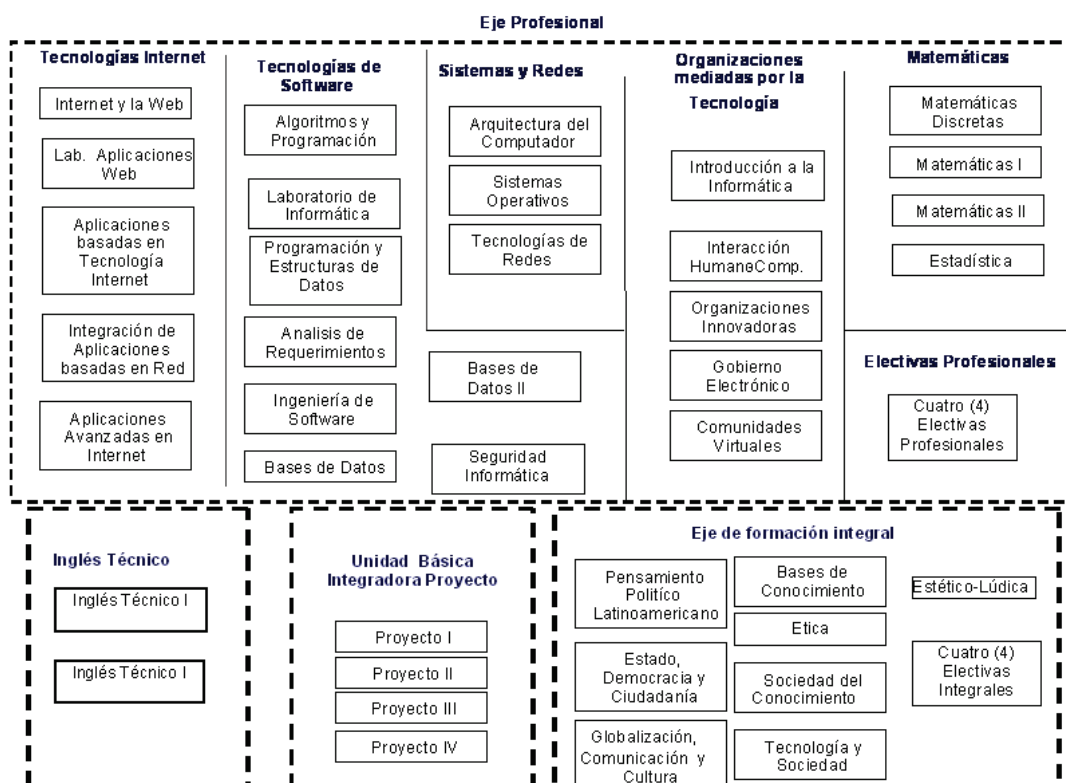 Eje Profesional
Tecnologías Internet
Internet y la Web
Lab. Aplicaciones
Web
Aplicaciones
basadas en
Tecnología
Internet
Integración de
Aplicaciones
basadas en Red
Aplicaciones
Avanzadas en
Internet
Tecnologías de
Software
Algoritmos y
Programación
Laboratorio de
Informática
Programación y
Estructuras de
Datos
Analisis de
Requerimientos
Ingeniería de
Software
Bases de Datos
Sistemas y Redes
Arquitectura del
Computador
Sistemas
Operativos
Tecnologías de
Redes
Bases de
Datos II
Seguridad
Informática
Organizaciones
mediadas por la
Tecnología
Introducción a la
Informática
Interacción
HumaneComp.
Organizaciones
Innovadoras
Gobierno
Electrónico
Comunidades
Virtuales
Matemáticas
Matemáticas
Discretas
Matemáticas I
Matemáticas II
Estadística
Electivas Profesionales
Cuatro (4)
Electivas
Profesionales
Inglés Técnico
Inglés Técnico I
Inglés Técnico I
Unidad Básica
Integradora Proyecto
Proyecto I
Proyecto II
Proyecto III
Proyecto IV
Eje de formación integral
Pensamiento
Politíco
Latinoamericano
Estado,
Democracia y
Ciudadanía
Globalización,
Comunicación y
Cultura
Bases de
Conocimiento
Etica
Sociedad del
Conocimiento
Tecnología y
Sociedad
Estético-Lúdica
Cuatro (4)
Electivas
Integrales